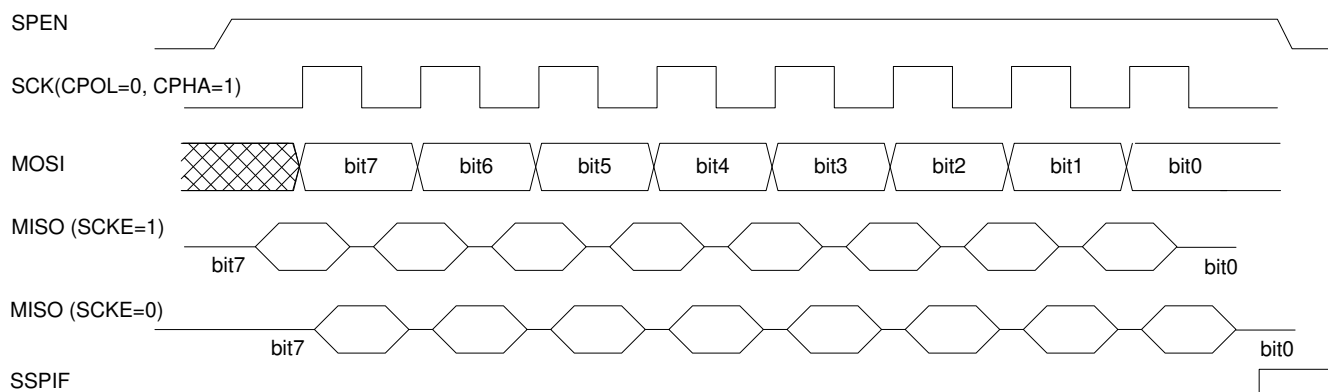 SPEN
SCK(CPOL=0, CPHA=1)
MOSI
bit7 bit6 bit5 bit4 bit3 bit2 bit1 bit0
MISO (SCKE=1)
bit7 bit0
MISO (SCKE=0)
bit7 bit0
SSPIF